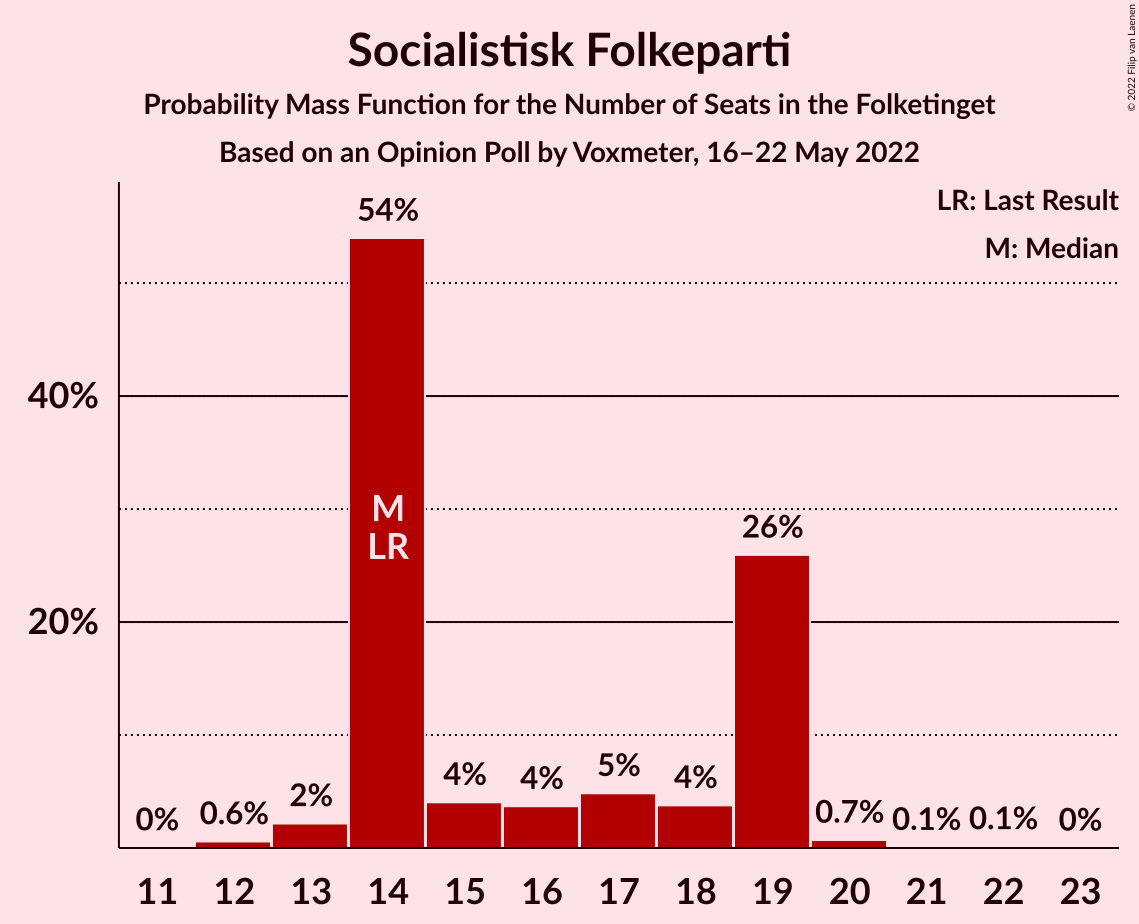 Socialistisk Folkeparti
Probability Mass Function for the Number of Seats in the Folketinget
Based on an Opinion Poll by Voxmeter, 16–22 May 2022
© 2022 Filip van Laenen
LR: Last Result
M: Median
54%
40%
M
LR
26%
20%
0%
0.6%
2%
4%
4%
5%
4%
0.7%
0.1%
0.1%
0%
11 12 13 14 15 16 17 18 19 20 21 22 23